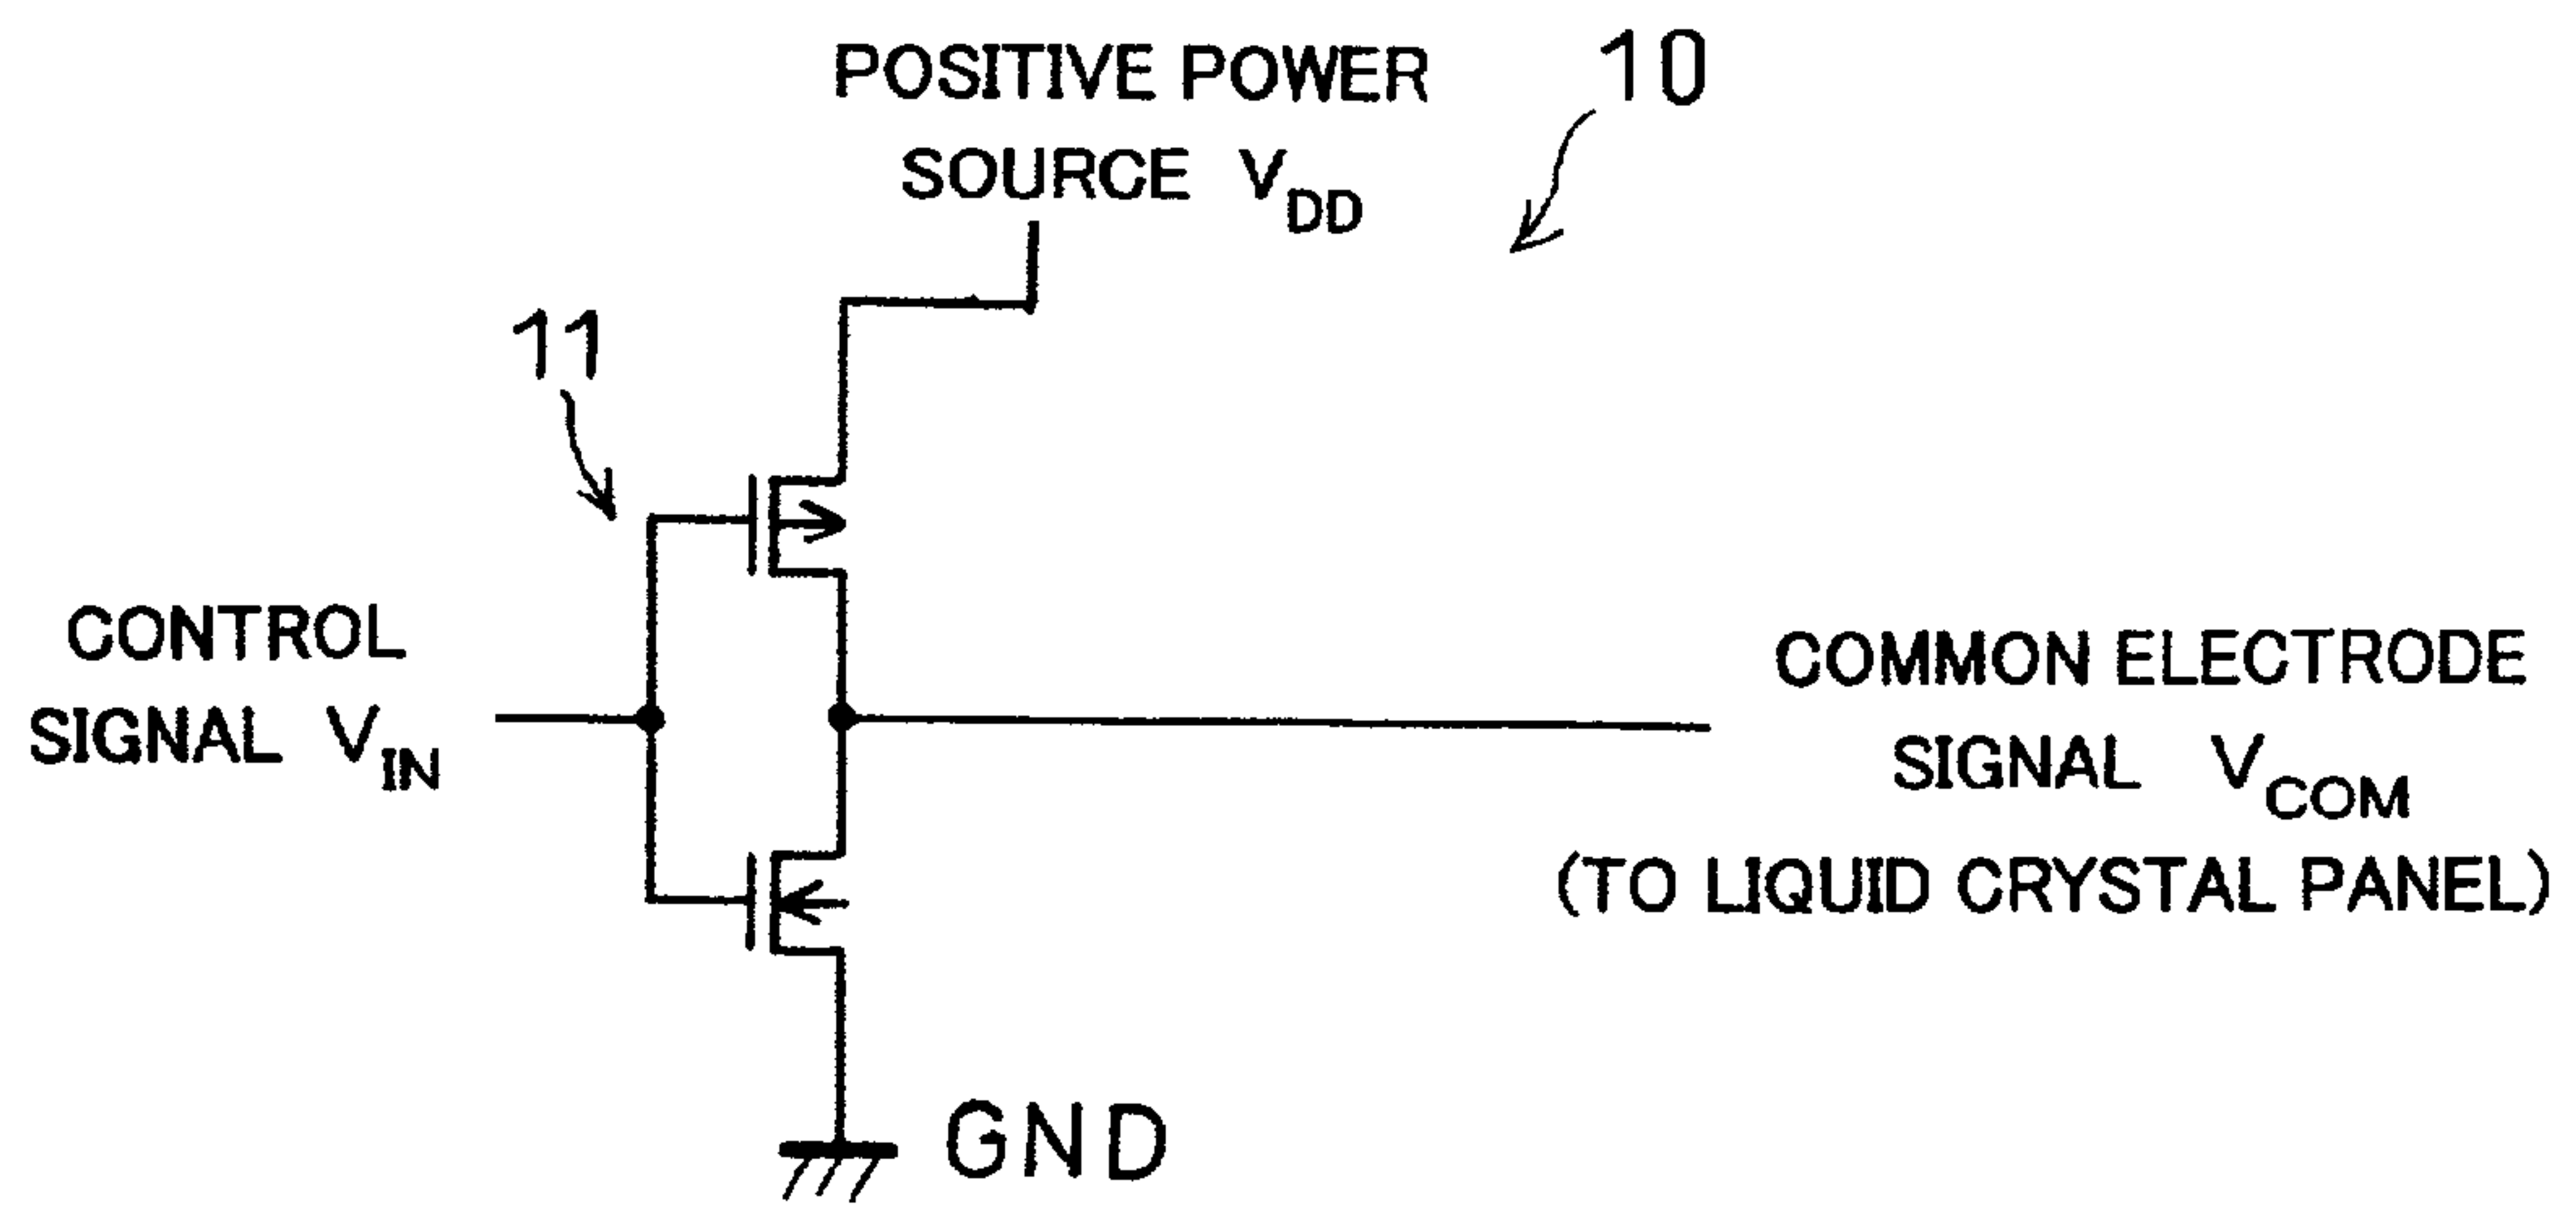 POSITIVE POWER
SOURCE VDD
10
11
CONTROL
SIGNAL VIN
COMMON ELECTRODE
SIGNAL VCOM
(TO LIQUID CRYSTAL PANEL)
GND